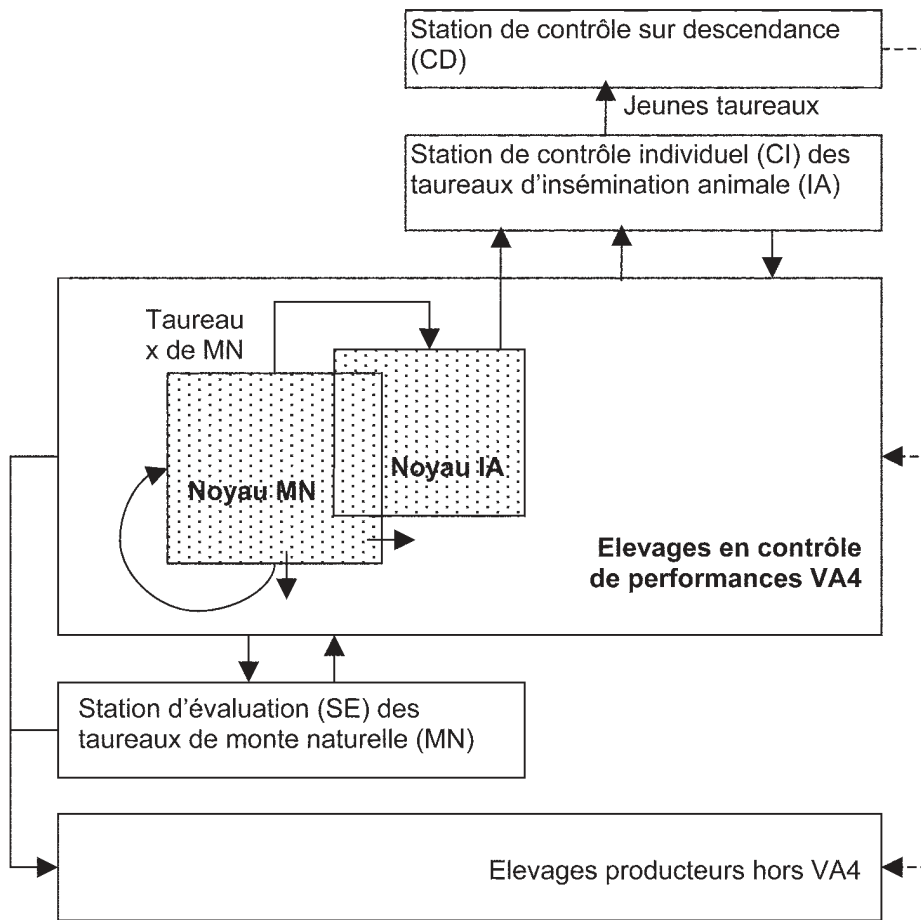 Station de contrôle sur descendance
(CD)
Jeunes taureaux
Station de contrôle individuel (CI) des
taureaux d'insémination animale (IA)
Taureau
x de MN
Noyau IA
Noyau MN
Elevages en contrôle
de performances VA4
Station d'évaluation (SE) des
taureaux de monte naturelle (MN)
Elevages producteurs hors VA4